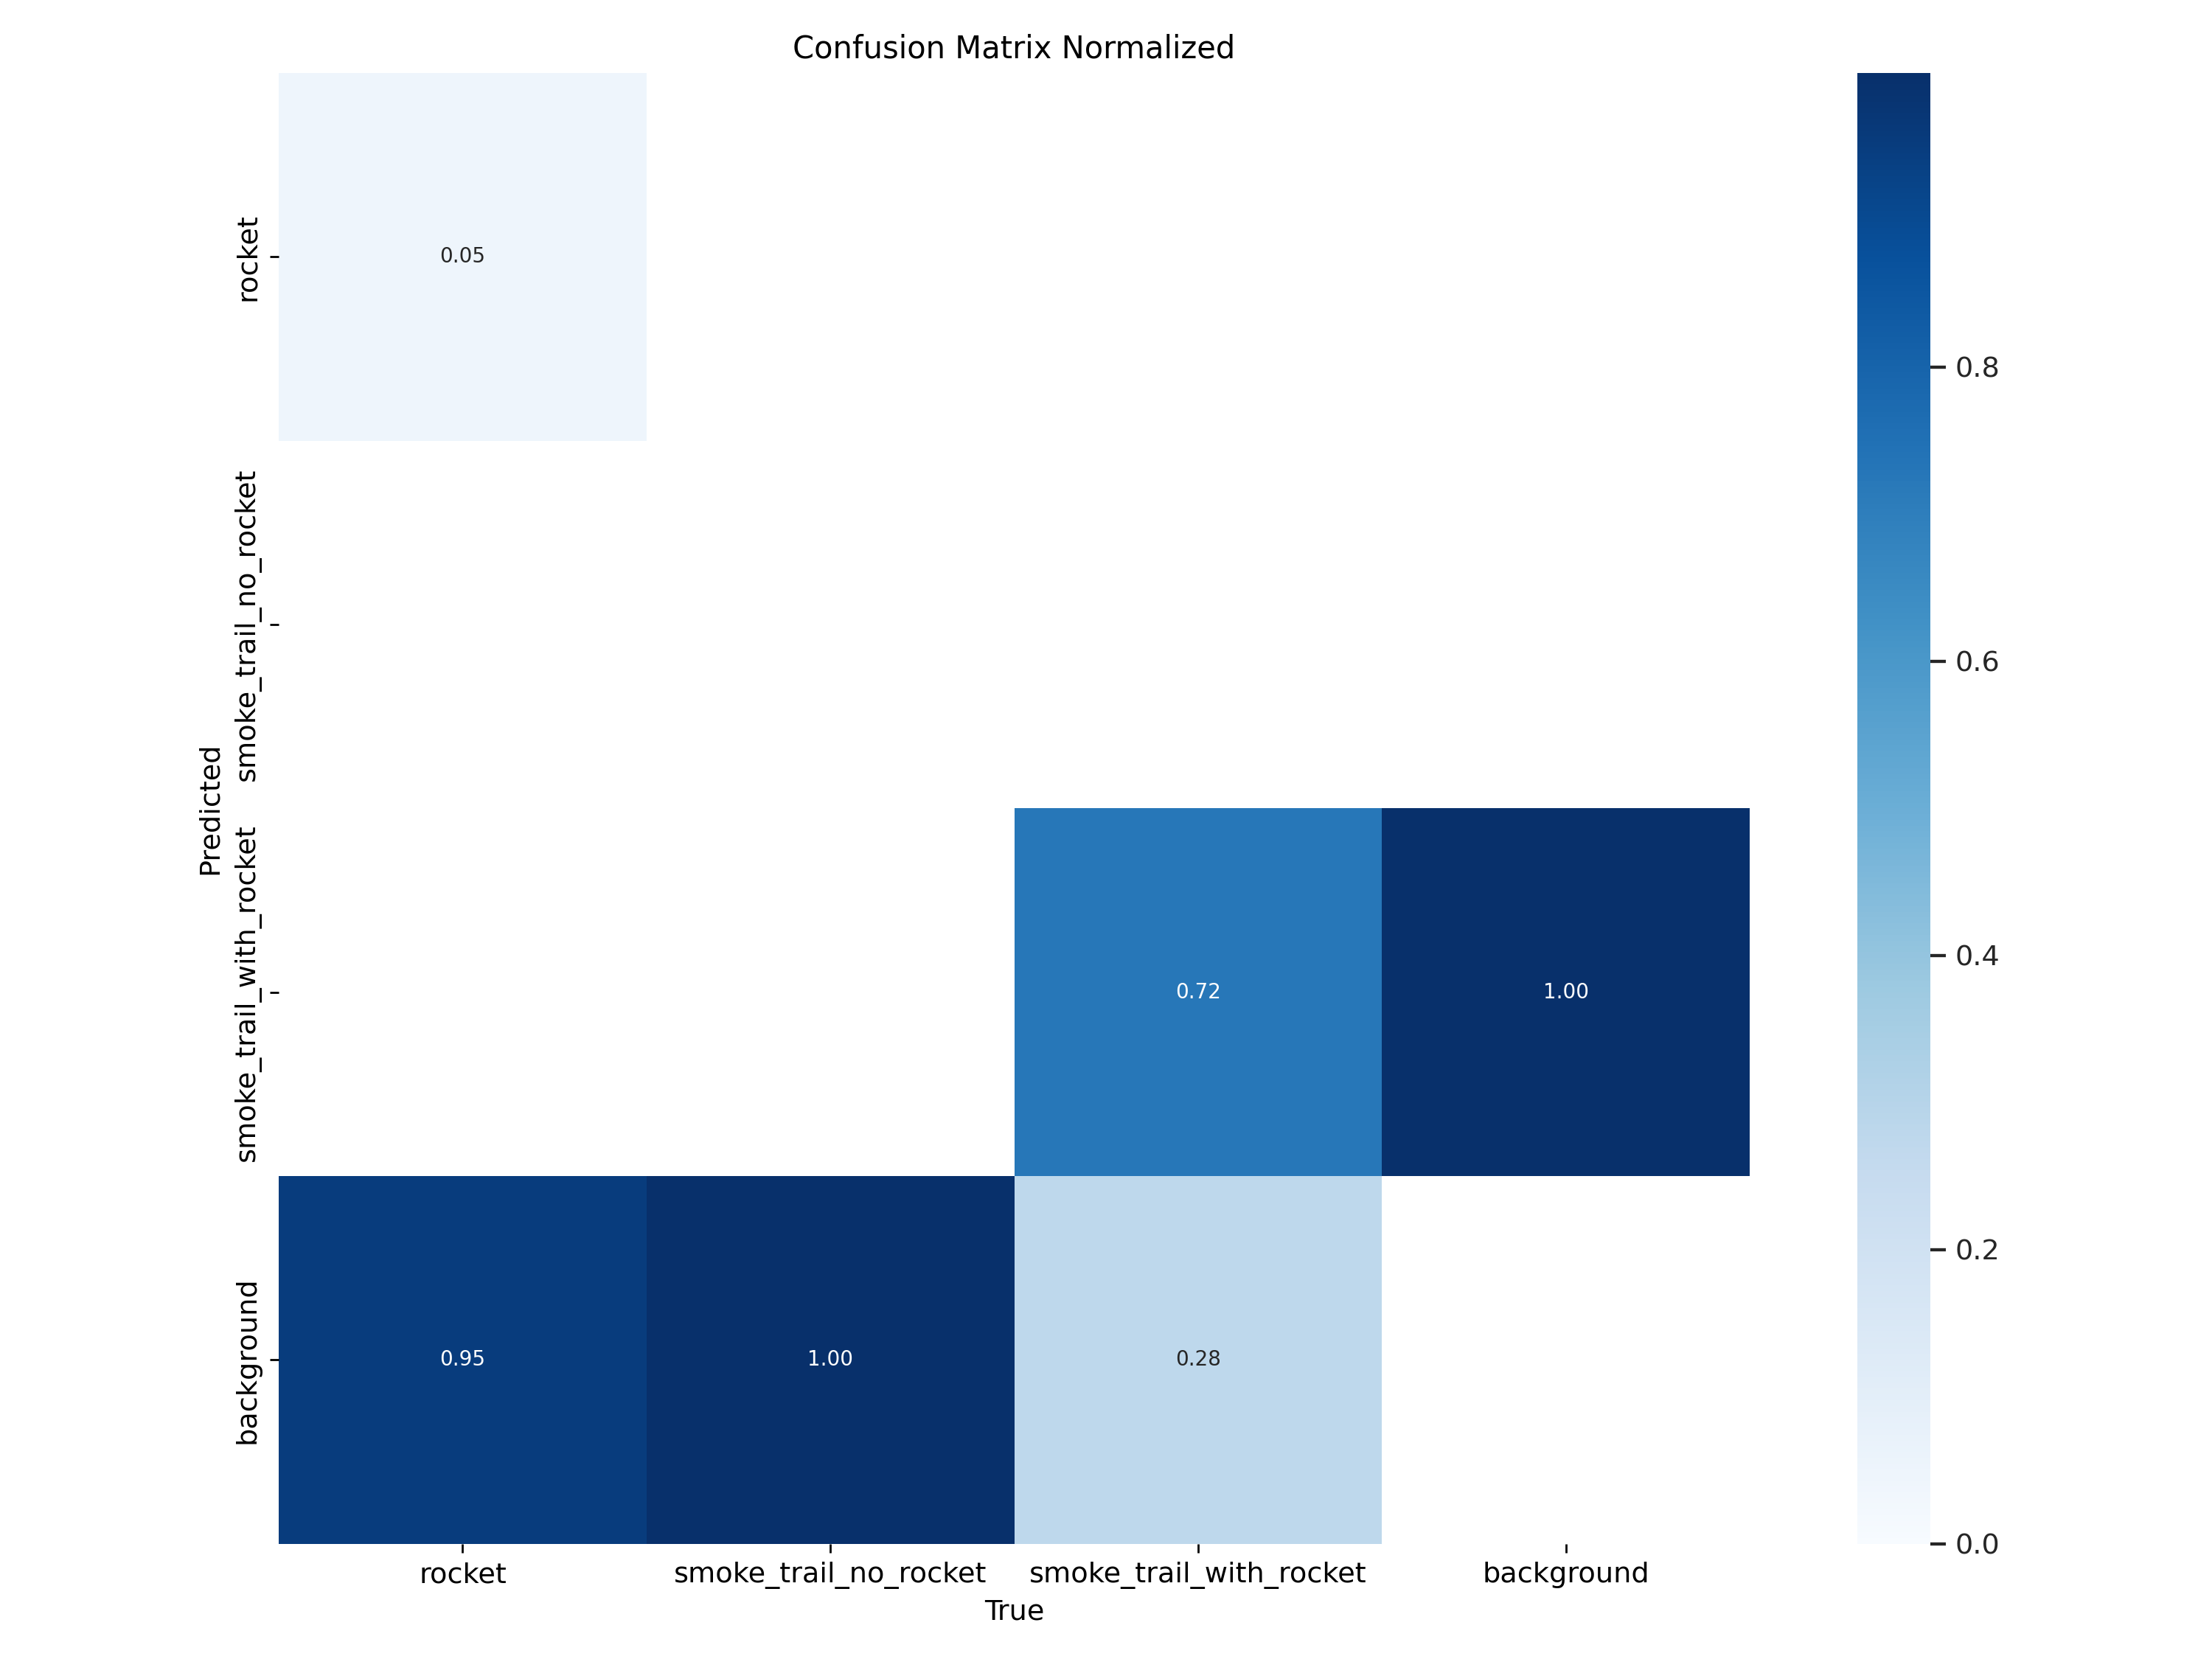 Confusion Matrix Normalized
Predicted
rocket
smoke_trail_no_rocket
smoke_trail_with_rocket
background
0.05
0.72 1.00
0.95 1.00 0.28
rocket smoke_trail_no_rocket smoke_trail_with_rocket background
True
0.8
0.6
0.4
0.2
0.0